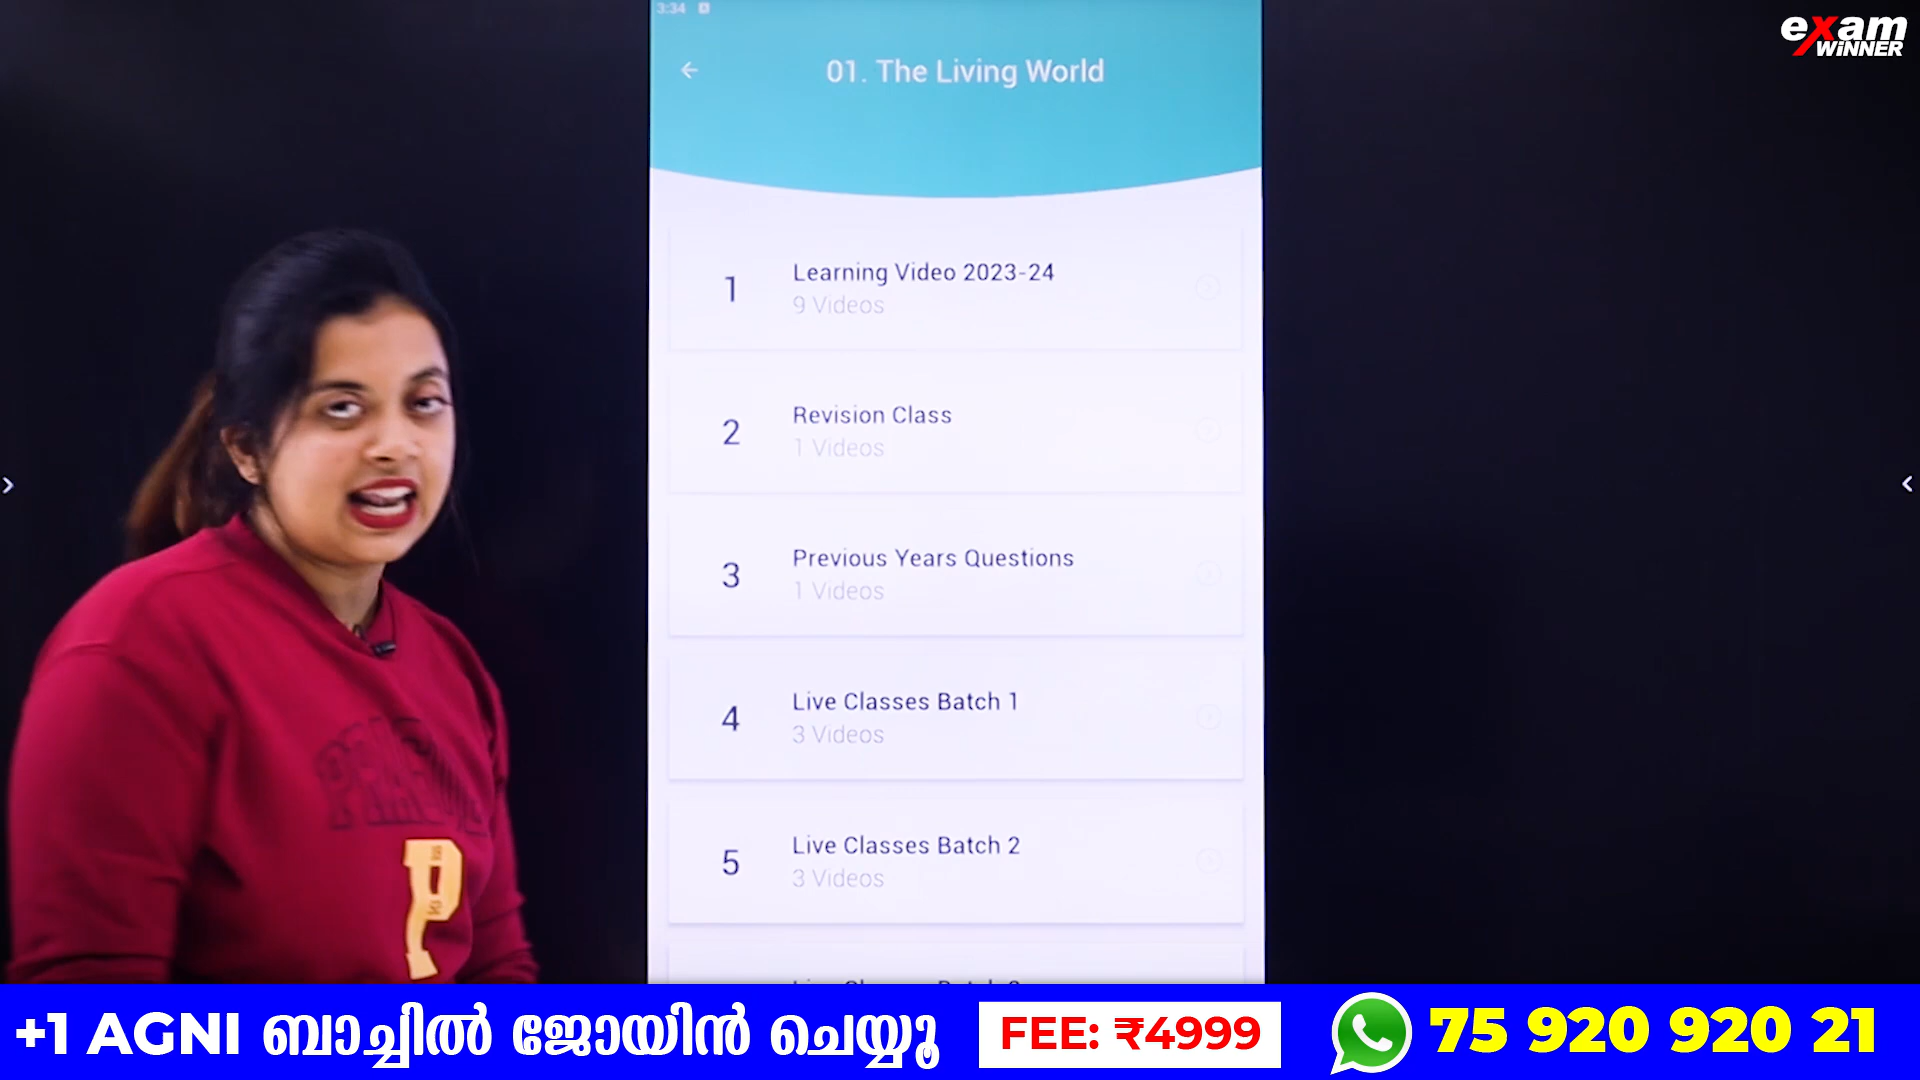 3:34
exam
WiNNER
01. The Living World
1
Learning Video 2023-24
9 Videos
2
Revision Class
1 Videos
3
Previous Years Questions
1 Videos
4
Live Classes Batch 1
3 Videos
5
Live Classes Batch 2
3 Videos
P
+1 AGNI ബാച്ചിൽ ജോയിൻ ചെയ്യൂ
FEE: ₹4999
75 920 920 21